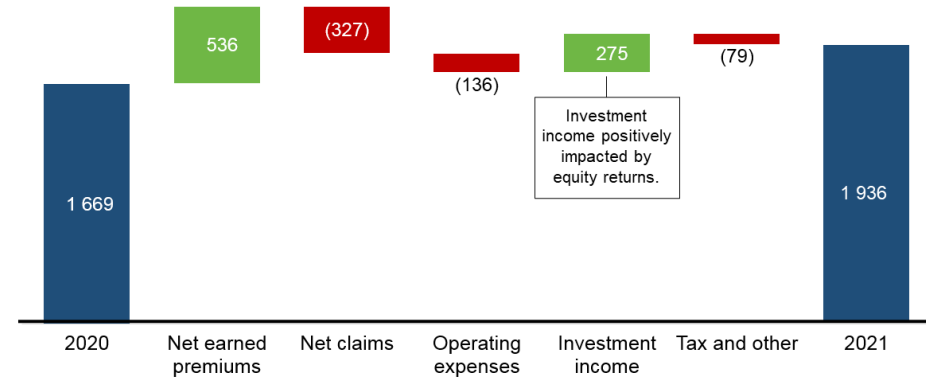 536
(327)
275
(79)
(136)
Investment
income positively
impacted by
equity returns.
1 669
1 936
2020
Net earned
premiums
Net claims
Operating
expenses
Investment
income
Tax and other
2021